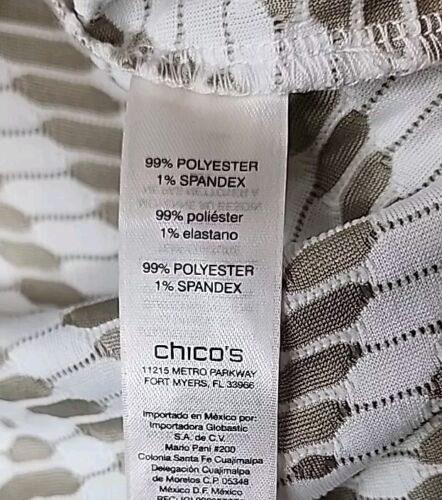 99% POLYESTER
1% SPANDEX
99% poliéster
1% elastano
99% POLYESTER
1% SPANDEX
chico's
11215 METRO PARKWAY
FORT MYERS, FL 33966
Importado en México por:
Importadora Globastic
S.A. de C.V.
Mario Pani #200
Colonia Santa Fe Cuajimalpa
Delegación Cuajimalpa
de Morelos C.P. 05348
México D.F. México